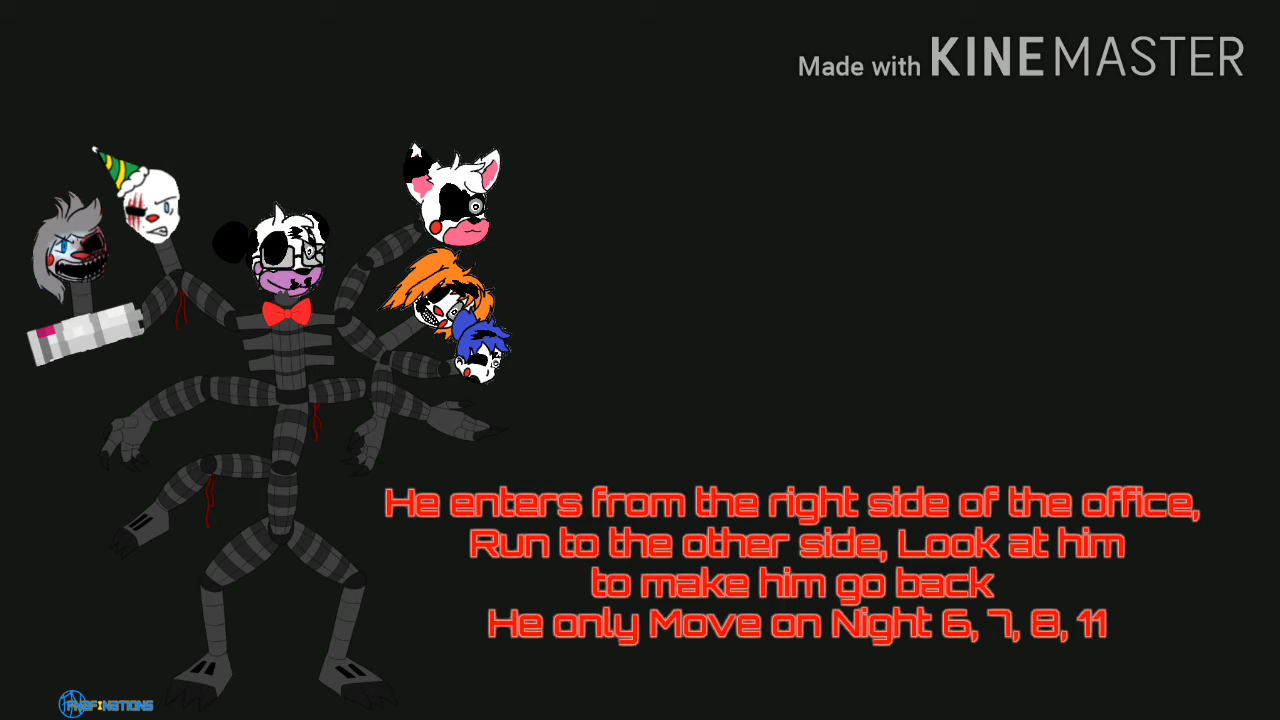 Made with KINEMASTER
He enters from the right side of the office,
Run to the other side, Look at him
to make him go back
He only Move on Night 6, 7, 8, 11
FNAFINATIONS